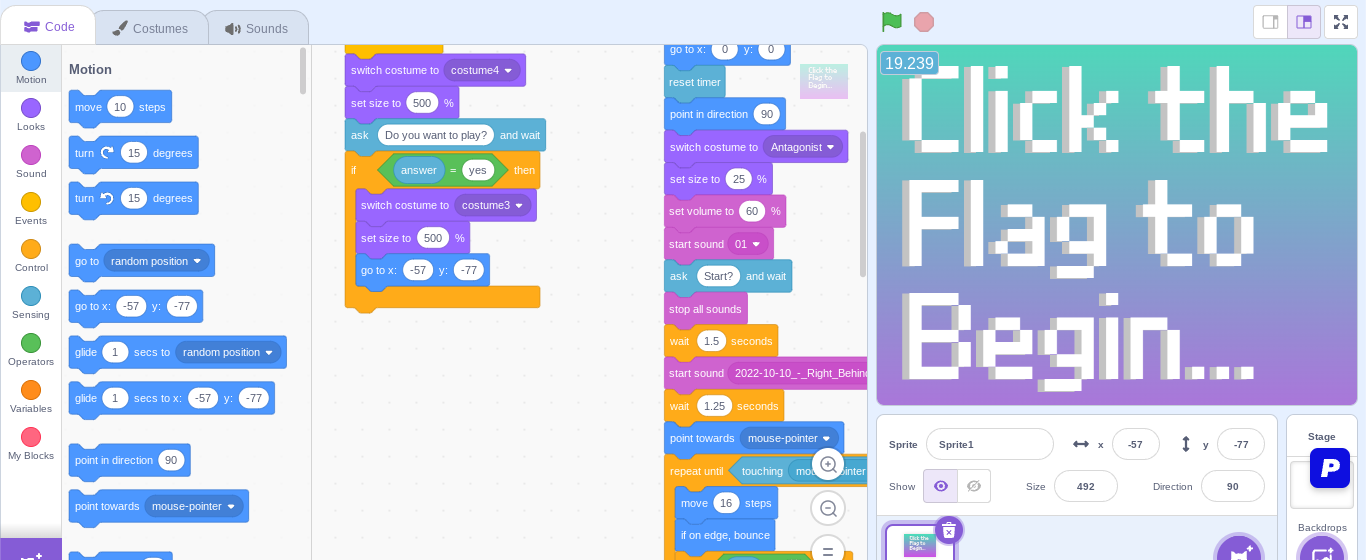 Code
Costumes
Sounds
Motion
Looks
Sound
Events
Control
Sensing
Operators
Variables
My Blocks
Motion
move 10 steps
turn 15 degrees
turn 15 degrees
go to random position
go to x: -57 y: -77
glide 1 secs to random position
glide 1 secs to x: -57 y: -77
point in direction 90
point towards mouse-pointer
switch costume to costume4
set size to 500 %
ask Do you want to play? and wait
if answer = yes then
switch costume to costume3
set size to 500 %
go to x: -57 y: -77
go to x: 0 y: 0
reset timer
point in direction 90
switch costume to Antagonist
set size to 25 %
set volume to 60 %
start sound 01
ask Start? and wait
stop all sounds
wait 1.5 seconds
start sound 2022-10-10_-_Right_Behind
wait 1.25 seconds
point towards mouse-pointer
repeat until touching
move 16 steps
if on edge, bounce
Click the
Flag to
Begin...
19.239
Click the
Flag to
Begin...
Sprite Sprite1 x -57 y -77
Show Size 492 Direction 90
Click the
Flag to
Begin...
Stage
P
Backdrops